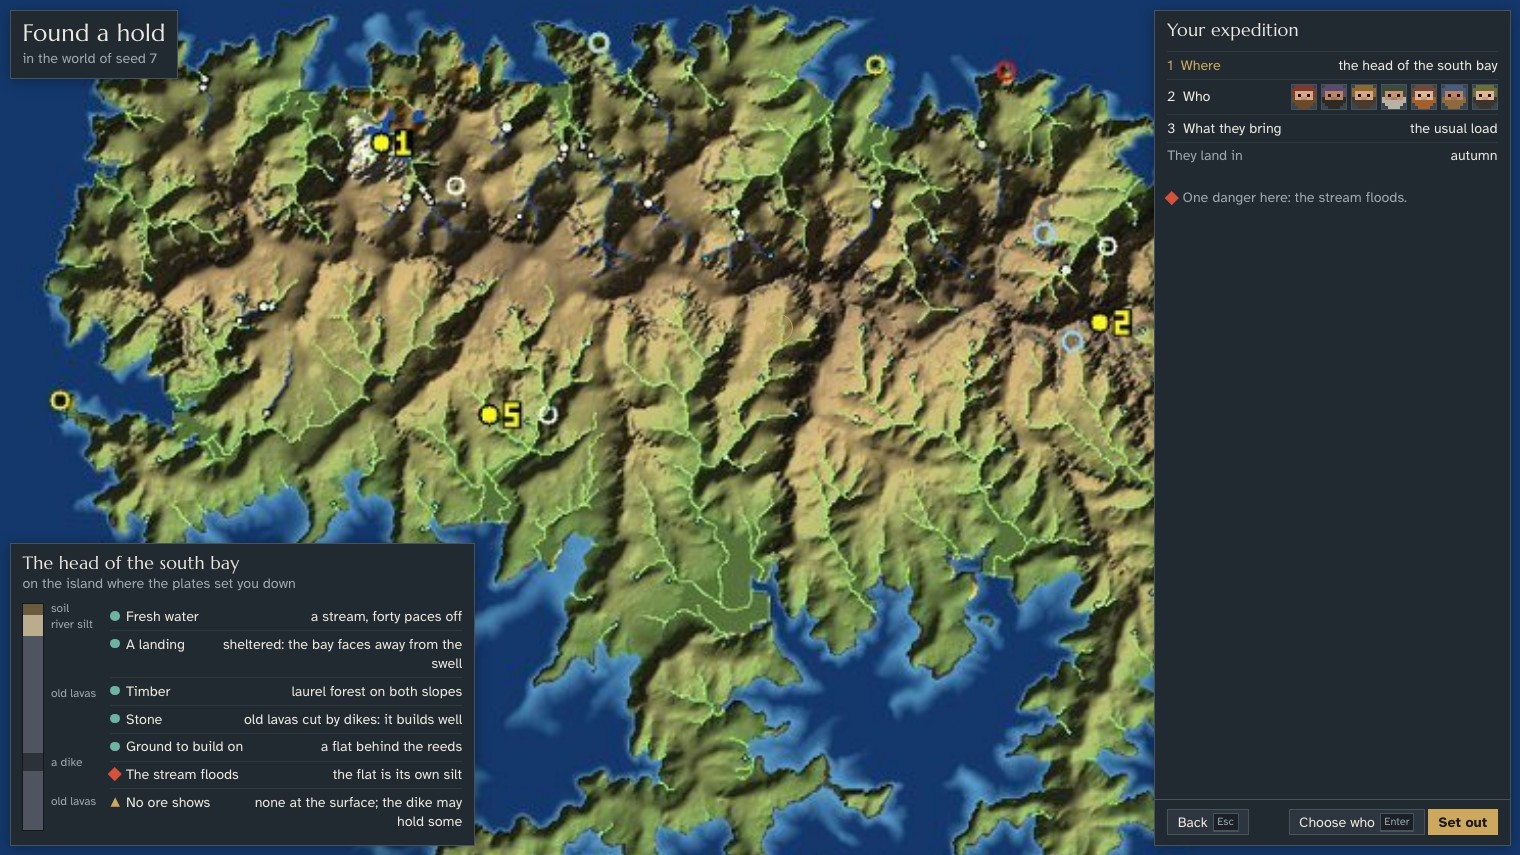 Found a hold
in the world of seed 7
1
2
5
The head of the south bay
on the island where the plates set you down
soil
river silt
old lavas
a dike
old lavas
Fresh water a stream, forty paces off
A landing sheltered: the bay faces away from the
swell
Timber laurel forest on both slopes
Stone old lavas cut by dikes: it builds well
Ground to build on a flat behind the reeds
The stream floods the flat is its own silt
No ore shows none at the surface; the dike may
hold some
Your expedition
1 Where the head of the south bay
2 Who
3 What they bring the usual load
They land in autumn
One danger here: the stream floods.
Back Esc
Choose who Enter
Set out